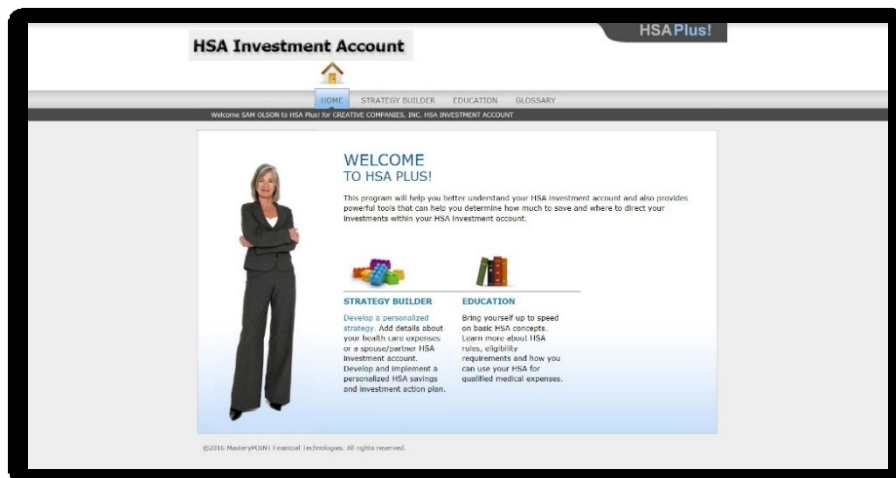 HSA Investment Account
HSAPlus!
HOME STRATEGY BUILDER EDUCATION GLOSSARY
Welcome SAM OLSON to HSA Plus! for CREATIVE COMPANIES, INC. HSA INVESTMENT ACCOUNT
WELCOME
TO HSA PLUS!
This program will help you better understand your HSA investment account and also provides
powerful tools that can help you determine how much to save and where to direct your
investments within your HSA investment account.
STRATEGY BUILDER
Develop a personalized
strategy. Add details about
your health care expenses
or a spouse/partner HSA
investment account.
Develop and implement a
personalized HSA savings
and investment action plan.
EDUCATION
Bring yourself up to speed
on basic HSA concepts.
Learn more about HSA
rules, eligibility
requirements and how you
can use your HSA for
qualified medical expenses.
©2016 MasteryPOINT Financial Technologies. All rights reserved.